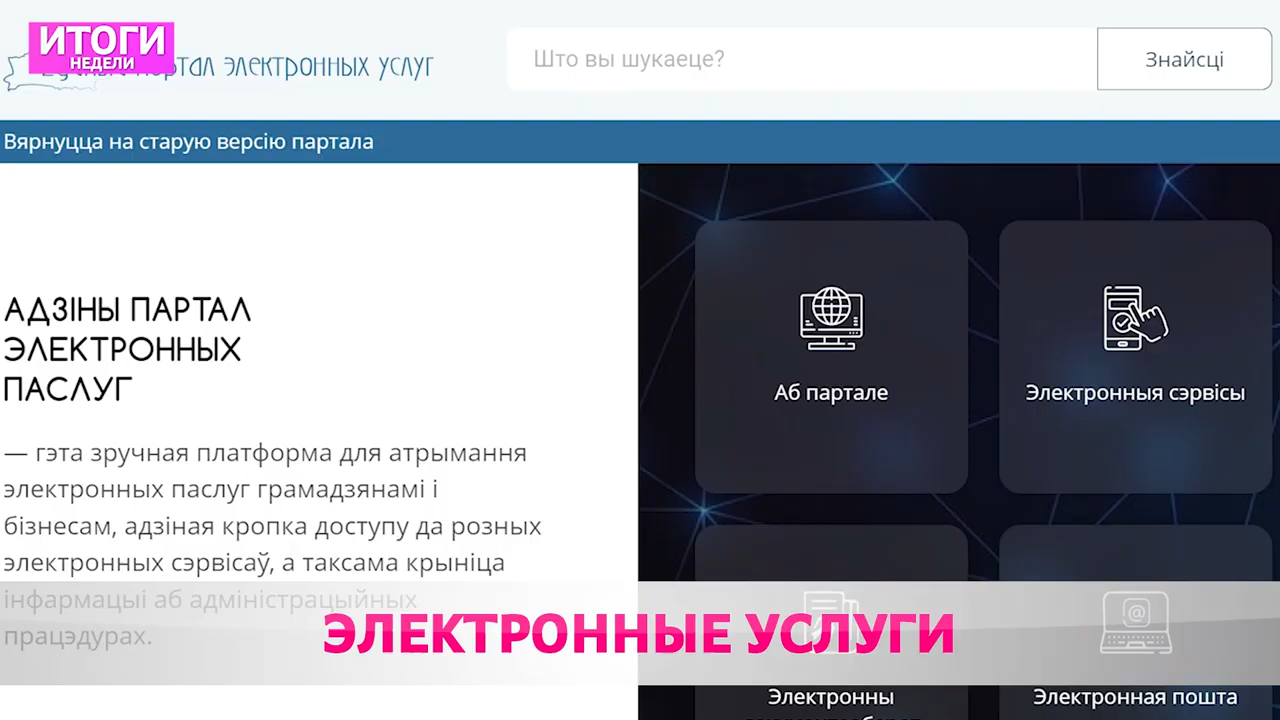 ИТОГИ
НЕДЕЛИ
электронных услуг
Што вы шукаеце?
Знайсці
Вярнуцца на старую версію партала
АДЗІНЫ ПАРТАЛ
ЭЛЕКТРОННЫХ
ПАСЛУГ
— гэта зручная платформа для атрымання
электронных паслуг грамадзянамі і
бізнесам, адзіная кропка доступу да розных
электронных сэрвісаў, а таксама крыніца
інфармацыі аб адміністрацыйных
працэдурах.
Аб партале
Электронныя сэрвісы
ЭЛЕКТРОННЫЕ УСЛУГИ
Электронны
Электронная пошта